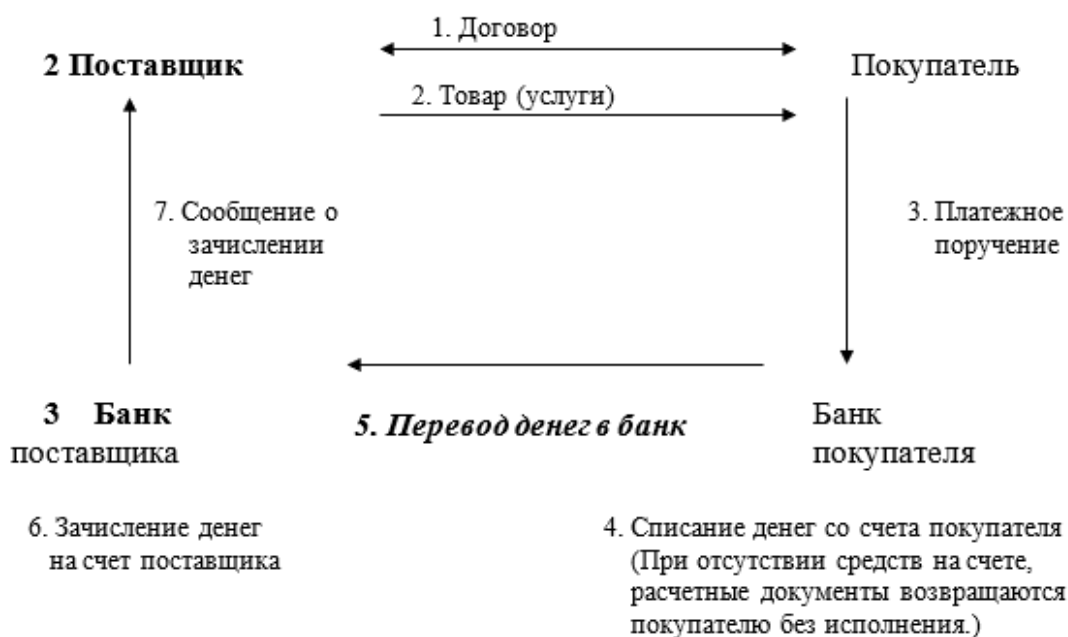 1. Договор
2 Поставщик
Покупатель
2. Товар (услуги)
7. Сообщение о
зачислении
денег
3. Платежное
поручение
3 Банк
поставщика
5. Перевод денег в банк
Банк
покупателя
6. Зачисление денег
на счет поставщика
4. Списание денег со счета покупателя
(При отсутствии средств на счете,
расчетные документы возвращаются
покупателю без исполнения.)